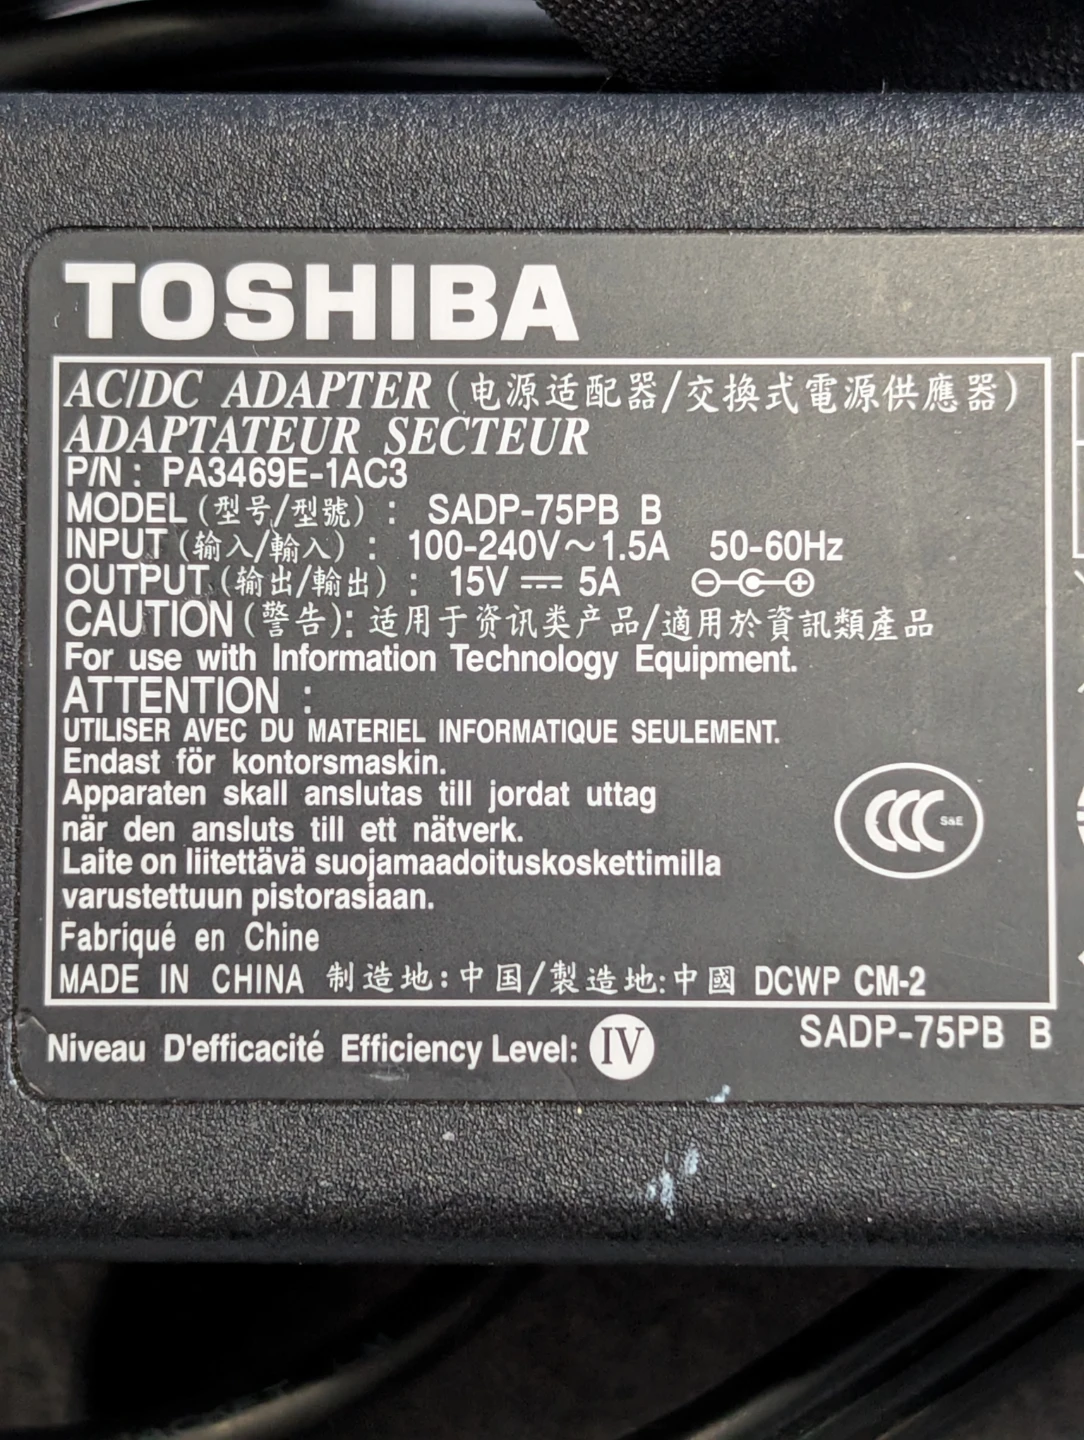 TOSHIBA
AC/DC ADAPTER (电源适配器/交換式電源供應器)
ADAPTATEUR SECTEUR
P/N : PA3469E-1AC3
MODEL (型号/型號) : SADP-75PB B
INPUT (输入/輸入) : 100-240V～1.5A 50-60Hz
OUTPUT (输出/輸出) : 15V ⎓ 5A
CAUTION (警告): 适用于资讯类产品/適用於資訊類產品
For use with Information Technology Equipment.
ATTENTION :
UTILISER AVEC DU MATERIEL INFORMATIQUE SEULEMENT.
Endast för kontorsmaskin.
Apparaten skall anslutas till jordat uttag
när den ansluts till ett nätverk.
Laite on liitettävä suojamaadoituskoskettimilla
varustettuun pistorasiaan.
CCC S&E
Fabriqué en Chine
MADE IN CHINA 制造地:中国/製造地:中國 DCWP CM-2
Niveau D'efficacité Efficiency Level: IV
SADP-75PB B